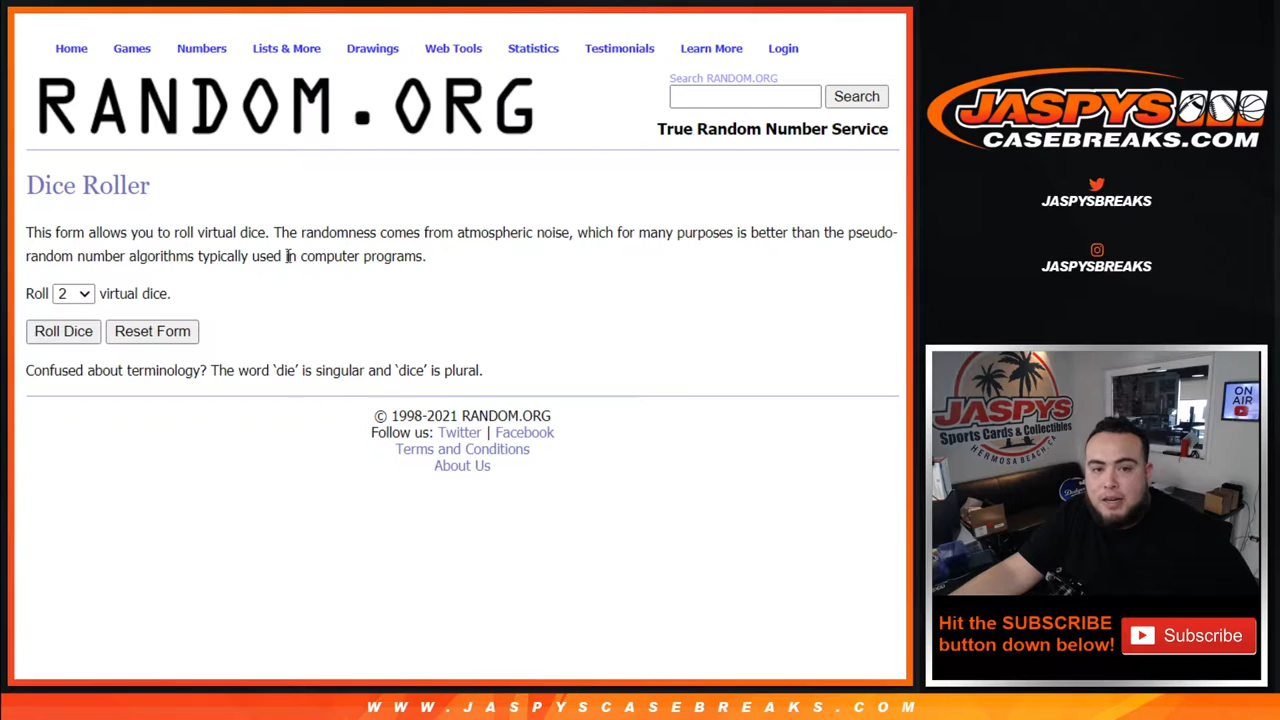 Home Games Numbers Lists & More Drawings Web Tools Statistics Testimonials Learn More Login
RANDOM.ORG
Search RANDOM.ORG
Search
True Random Number Service
Dice Roller
This form allows you to roll virtual dice. The randomness comes from atmospheric noise, which for many purposes is better than the pseudo-
random number algorithms typically used in computer programs.
Roll 2 virtual dice.
Roll Dice Reset Form
Confused about terminology? The word ‘die’ is singular and ‘dice’ is plural.
© 1998-2021 RANDOM.ORG
Follow us: Twitter | Facebook
Terms and Conditions
About Us
JASPYS
CASEBREAKS.COM
JASPYSBREAKS
JASPYSBREAKS
JASPYS
Sports Cards & Collectibles
HERMOSA BEACH, CA
ON
AIR
Dodgers
Hit the SUBSCRIBE
button down below!
Subscribe
WWW.JASPYSCASEBREAKS.COM